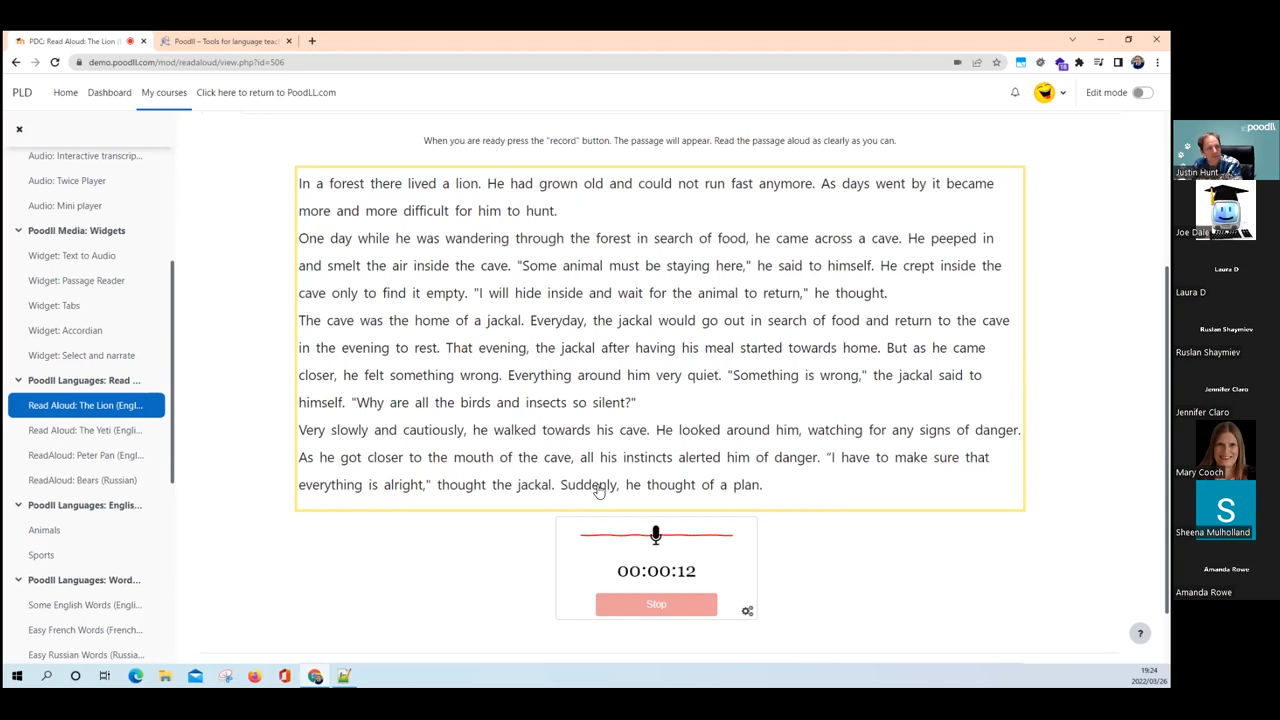 PDC: Read Aloud: The Lion (
Poodll – Tools for language teac
demo.poodll.com/mod/readaloud/view.php?id=506
PLD
Home
Dashboard
My courses
Click here to return to PoodLL.com
Edit mode
Audio: Interactive transcrip...
Audio: Twice Player
Audio: Mini player
Poodll Media: Widgets
Widget: Text to Audio
Widget: Passage Reader
Widget: Tabs
Widget: Accordian
Widget: Select and narrate
Poodll Languages: Read ...
Read Aloud: The Lion (Engl...
Read Aloud: The Yeti (Engli...
ReadAloud: Peter Pan (Engli...
ReadAloud: Bears (Russian)
Poodll Languages: Englis...
Animals
Sports
Poodll Languages: Word...
Some English Words (Engli...
Easy French Words (French...
Easy Russian Words (Russia...
When you are ready press the "record" button. The passage will appear. Read the passage aloud as clearly as you can.
In a forest there lived a lion. He had grown old and could not run fast anymore. As days went by it became
more and more difficult for him to hunt.
One day while he was wandering through the forest in search of food, he came across a cave. He peeped in
and smelt the air inside the cave. "Some animal must be staying here," he said to himself. He crept inside the
cave only to find it empty. "I will hide inside and wait for the animal to return," he thought.
The cave was the home of a jackal. Everyday, the jackal would go out in search of food and return to the cave
in the evening to rest. That evening, the jackal after having his meal started towards home. But as he came
closer, he felt something wrong. Everything around him very quiet. "Something is wrong," the jackal said to
himself. "Why are all the birds and insects so silent?"
Very slowly and cautiously, he walked towards his cave. He looked around him, watching for any signs of danger.
As he got closer to the mouth of the cave, all his instincts alerted him of danger. "I have to make sure that
everything is alright," thought the jackal. Suddenly, he thought of a plan.
00:00:12
Stop
?
19:24
2022/03/26
poodll
Justin Hunt
Joe Dale
Laura D
Laura D
Ruslan Shaymiev
Ruslan Shaymiev
Jennifer Claro
Jennifer Claro
Mary Cooch
S
Sheena Mulholland
Amanda Rowe
Amanda Rowe